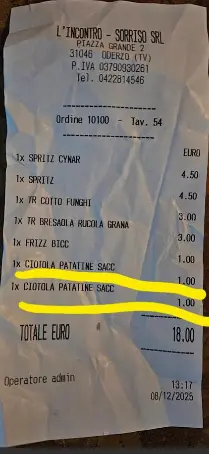 L'INCONTRO - SORRISO SRL
PIAZZA GRANDE 2
31046 ODERZO (TV)
P.IVA 03790930261
Tel. 0422814546
Ordine 10100 - Tav. 54
EURO
1x SPRITZ CYNAR 4.50
1x SPRITZ 4.50
1x TR COTTO FUNGHI 3.00
1x TR BRESAOLA RUCOLA GRANA 3.00
1x FRIZZ BICC 1.00
1x CIOTOLA PATATINE SACC 1.00
1x CIOTOLA PATATINE SACC 1.00
TOTALE EURO 18.00
Operatore admin 13:17
08/12/2025